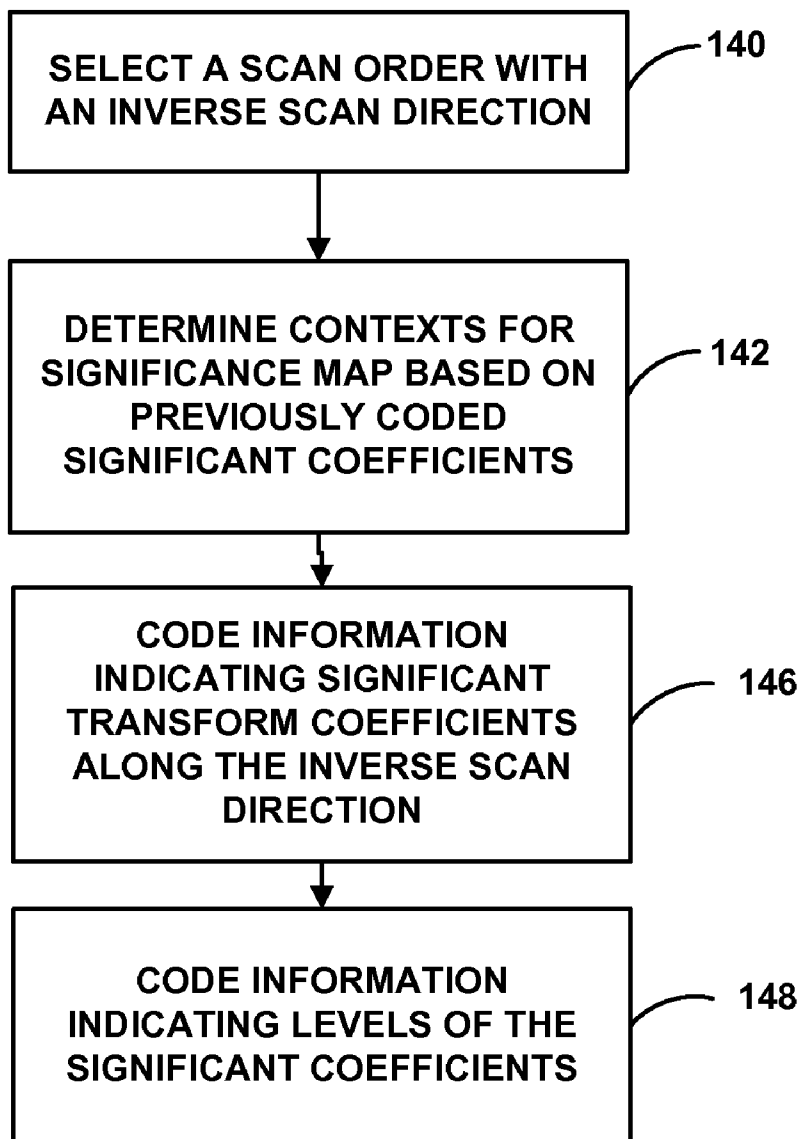 SELECT A SCAN ORDER WITH
AN INVERSE SCAN DIRECTION
140
DETERMINE CONTEXTS FOR
SIGNIFICANCE MAP BASED ON
PREVIOUSLY CODED
SIGNIFICANT COEFFICIENTS
142
CODE INFORMATION
INDICATING SIGNIFICANT
TRANSFORM COEFFICIENTS
ALONG THE INVERSE SCAN
DIRECTION
146
CODE INFORMATION
INDICATING LEVELS OF THE
SIGNIFICANT COEFFICIENTS
148